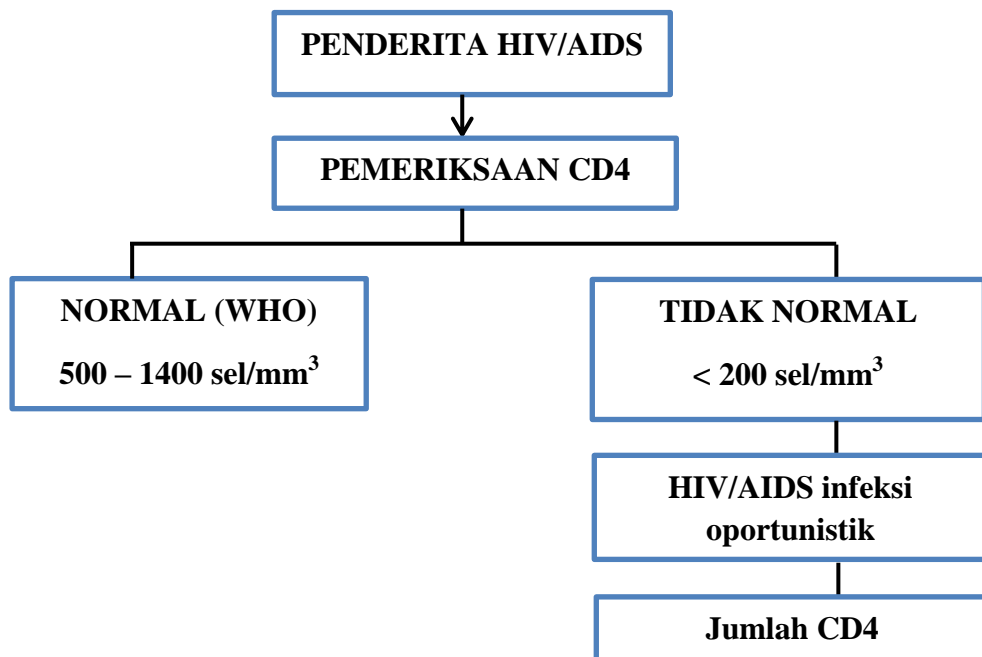 PENDERITA HIV/AIDS
PEMERIKSAAN CD4
NORMAL (WHO)
500 – 1400 sel/mm³
TIDAK NORMAL
< 200 sel/mm³
HIV/AIDS infeksi
oportunistik
Jumlah CD4